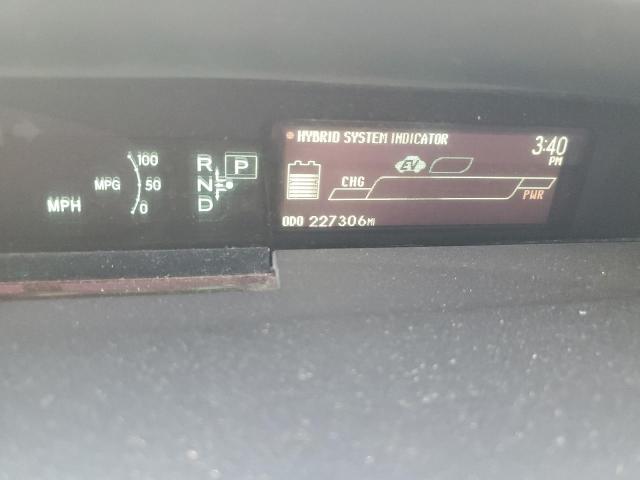 HYBRID SYSTEM INDICATOR
3:40
PM
100
MPG 50
0
MPH
R
N
D
P
EV
CHG
PWR
ODO 227306MI